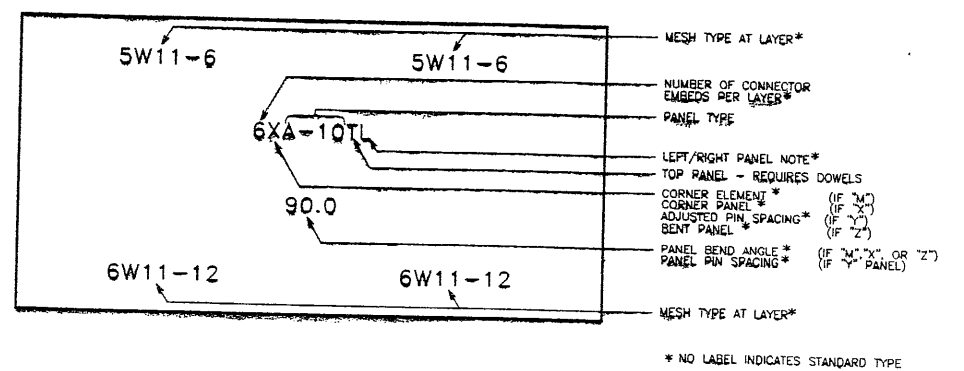 5W11-6 5W11-6
MESH TYPE AT LAYER*
NUMBER OF CONNECTOR
EMBEDS PER LAYER*
PANEL TYPE
6XA-10TL
LEFT/RIGHT PANEL NOTE*
TOP PANEL - REQUIRES DOWELS
CORNER ELEMENT * (IF "M")
CORNER PANEL * (IF "X")
ADJUSTED PIN SPACING* (IF "Y")
BENT PANEL * (IF "Z")
90.0
PANEL BEND ANGLE * (IF "M","X", OR "Z")
PANEL PIN SPACING * (IF "Y" PANEL)
6W11-12 6W11-12
MESH TYPE AT LAYER*
* NO LABEL INDICATES STANDARD TYPE